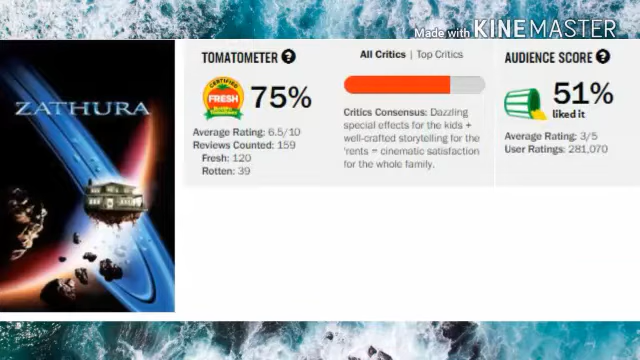 Made with KINEMASTER
ZATHURA
TOMATOMETER ?
CERTIFIED
FRESH
75%
Average Rating: 6.5/10
Reviews Counted: 159
Fresh: 120
Rotten: 39
All Critics | Top Critics
Critics Consensus: Dazzling
special effects for the kids +
well-crafted storytelling for the
'rents = cinematic satisfaction
for the whole family.
AUDIENCE SCORE ?
51%
liked it
Average Rating: 3/5
User Ratings: 281,070